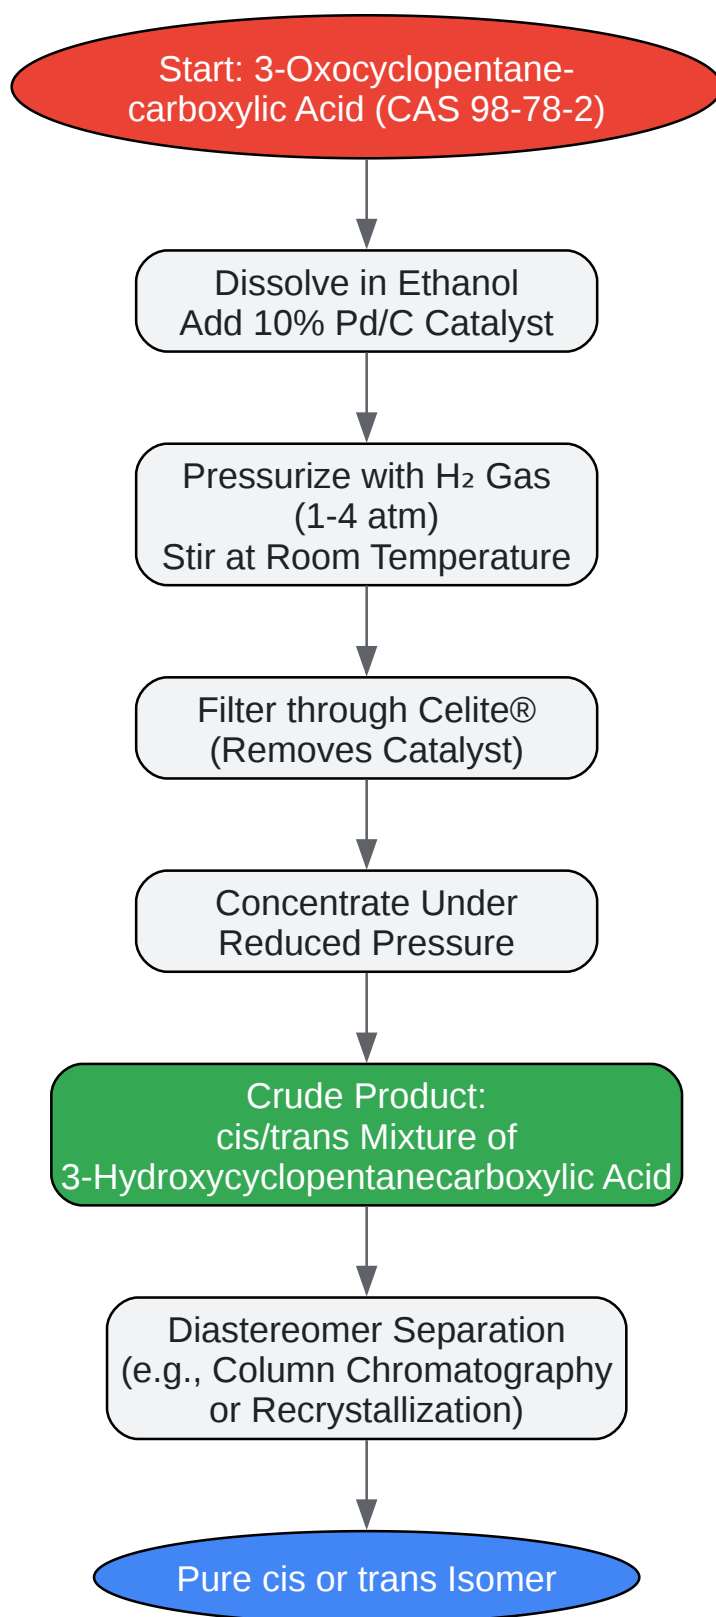 Start: 3-Oxocyclopentane-
carboxylic Acid (CAS 98-78-2)
Dissolve in Ethanol
Add 10% Pd/C Catalyst
Pressurize with H₂ Gas
(1-4 atm)
Stir at Room Temperature
Filter through Celite®
(Removes Catalyst)
Concentrate Under
Reduced Pressure
Crude Product:
cis/trans Mixture of
3-Hydroxycyclopentanecarboxylic Acid
Diastereomer Separation
(e.g., Column Chromatography
or Recrystallization)
Pure cis or trans Isomer